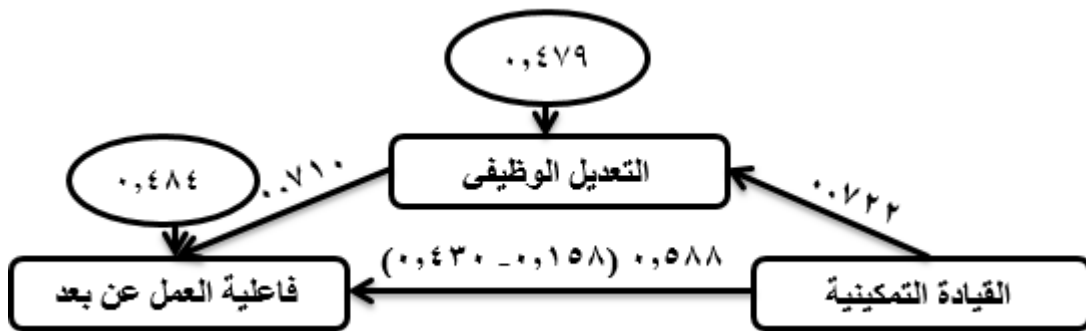 ٠,٤٧٩
التعديل الوظيفى
٠.٧٢٢
٠.٧١٠
٠,٤٨٤
٠,٥٨٨ (٠,١٥٨- ٠,٤٣٠)
القيادة التمكينية
فاعلية العمل عن بعد